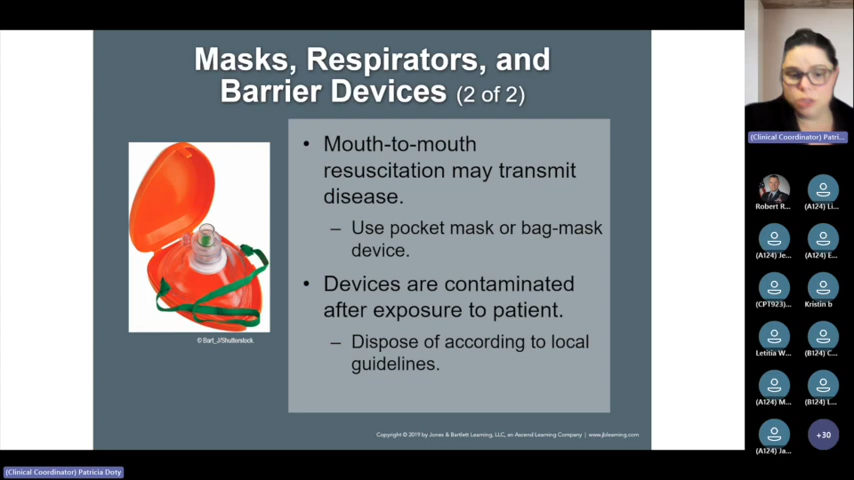 Masks, Respirators, and
Barrier Devices (2 of 2)
• Mouth-to-mouth
resuscitation may transmit
disease.
– Use pocket mask or bag-mask
device.
• Devices are contaminated
after exposure to patient.
– Dispose of according to local
guidelines.
© Bart_J/Shutterstock
Copyright © 2019 by Jones & Bartlett Learning, LLC, an Ascend Learning Company | www.jblearning.com
(Clinical Coordinator) Patricia Doty
(Clinical Coordinator) Patri...
Robert R...
(A124) Li...
(A124) Je...
(A124) E...
(CPT923)...
Kristin b
Letitia W...
(B124) C...
(A124) M...
(B124) L...
(A124) Ja...
+30